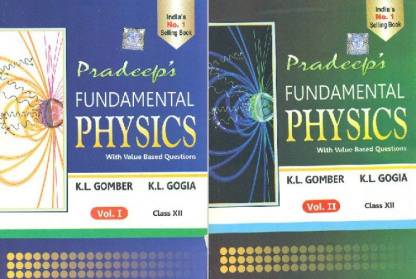 India's
No. 1
Selling Book
Pradeep's
FUNDAMENTAL
PHYSICS
With Value Based Questions
K.L. GOMBER K.L. GOGIA
Vol. I Class XII
India's
No. 1
Selling Book
Pradeep's
FUNDAMENTAL
PHYSICS
With Value Based Questions
K.L. GOMBER K.L. GOGIA
Vol. II Class XII